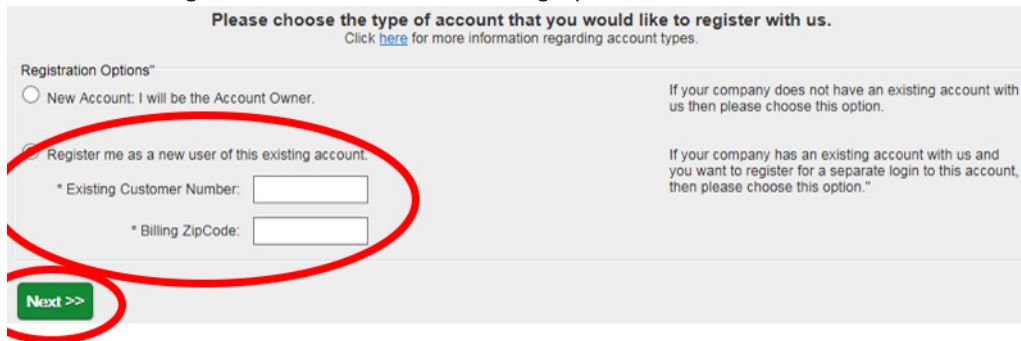 Please choose the type of account that you would like to register with us.
Click here for more information regarding account types.
Registration Options"
New Account: I will be the Account Owner.
If your company does not have an existing account with
us then please choose this option.
Register me as a new user of this existing account.
If your company has an existing account with us and
you want to register for a separate login to this account,
then please choose this option."
* Existing Customer Number:
* Billing ZipCode:
Next >>